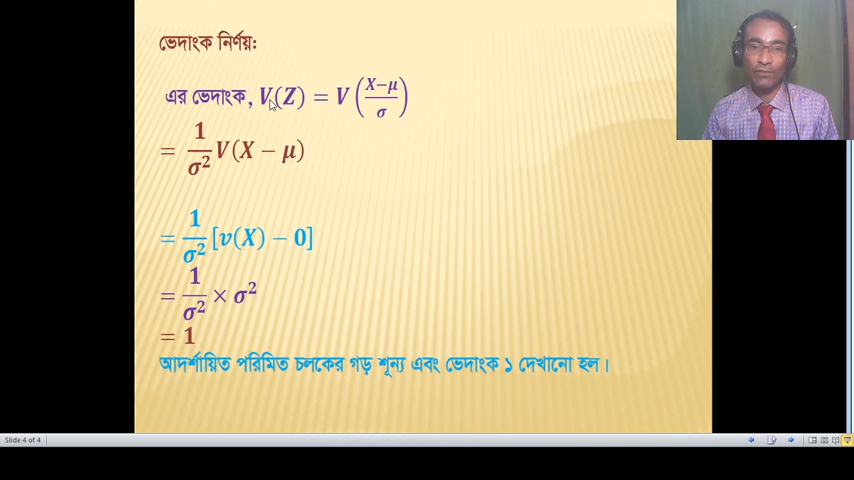 ভেদাংক নির্ণয়:
এর ভেদাংক, V(Z) = V((X−μ)/σ)
= 1/σ² V(X − μ)
= 1/σ² [v(X) − 0]
= 1/σ² × σ²
= 1
আদর্শায়িত পরিমিত চলকের গড় শূন্য এবং ভেদাংক ১ দেখানো হল।
Slide 4 of 4